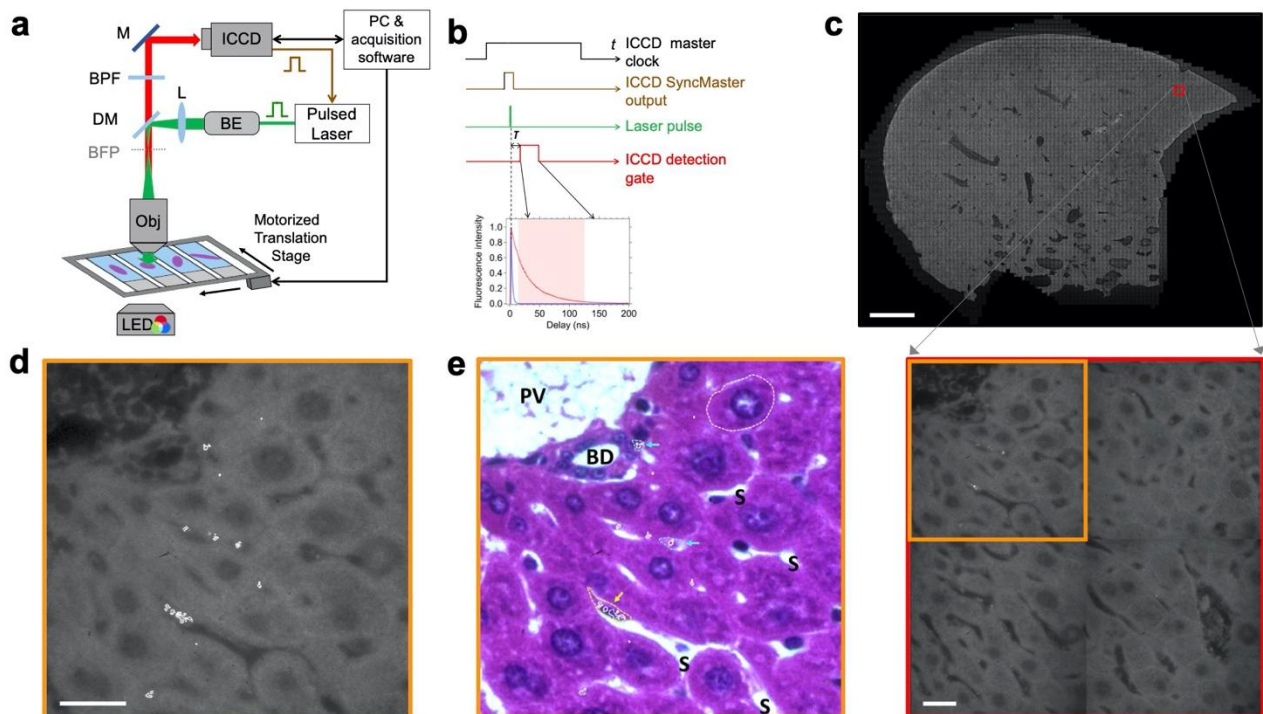 a
M
ICCD
PC &
acquisition
software
BPF
L
DM
BE
Pulsed
Laser
BFP
Obj
Motorized
Translation
Stage
LED
b
t ICCD master
clock
ICCD SyncMaster
output
Laser pulse
T
ICCD detection
gate
Fluorescence intensity
1.0
0.8
0.6
0.4
0.2
0.0
0 50 100 150 200
Delay (ns)
c
d
e
PV
BD
S
S
S
S